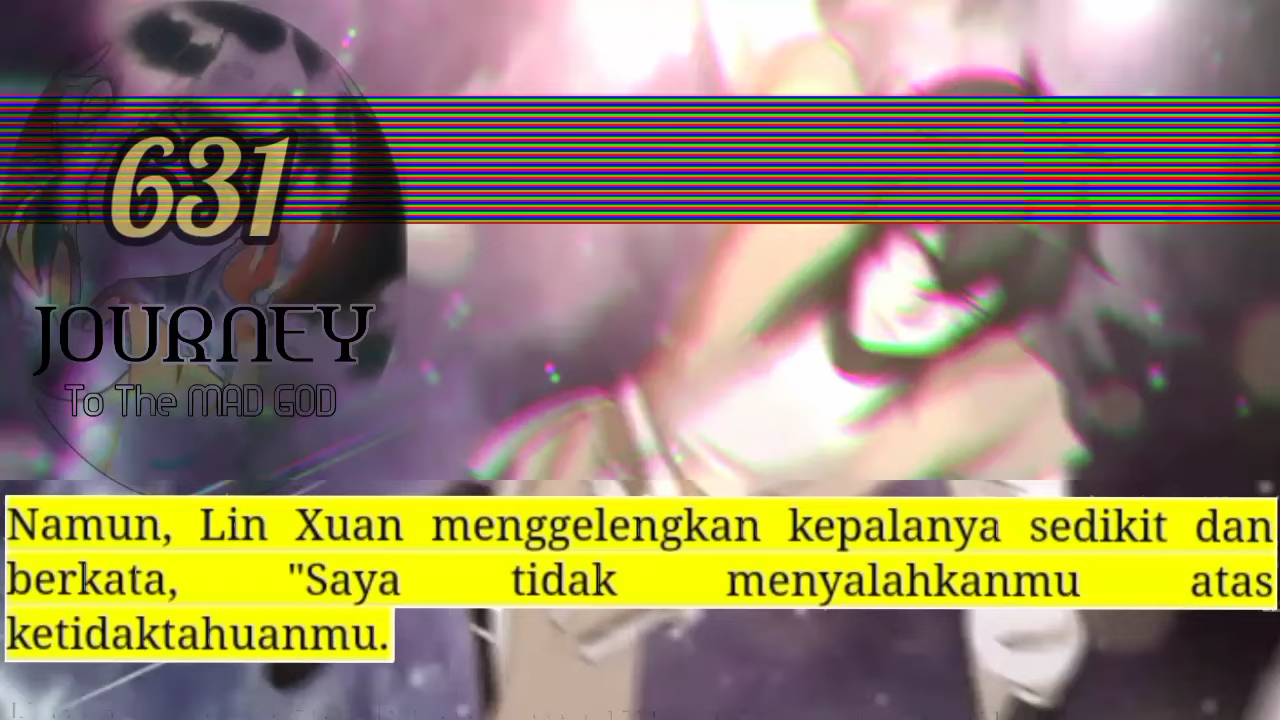 631
JOURNEY
To The MAD GOD
Namun, Lin Xuan menggelengkan kepalanya sedikit dan
berkata, "Saya tidak menyalahkanmu atas
ketidaktahuanmu.